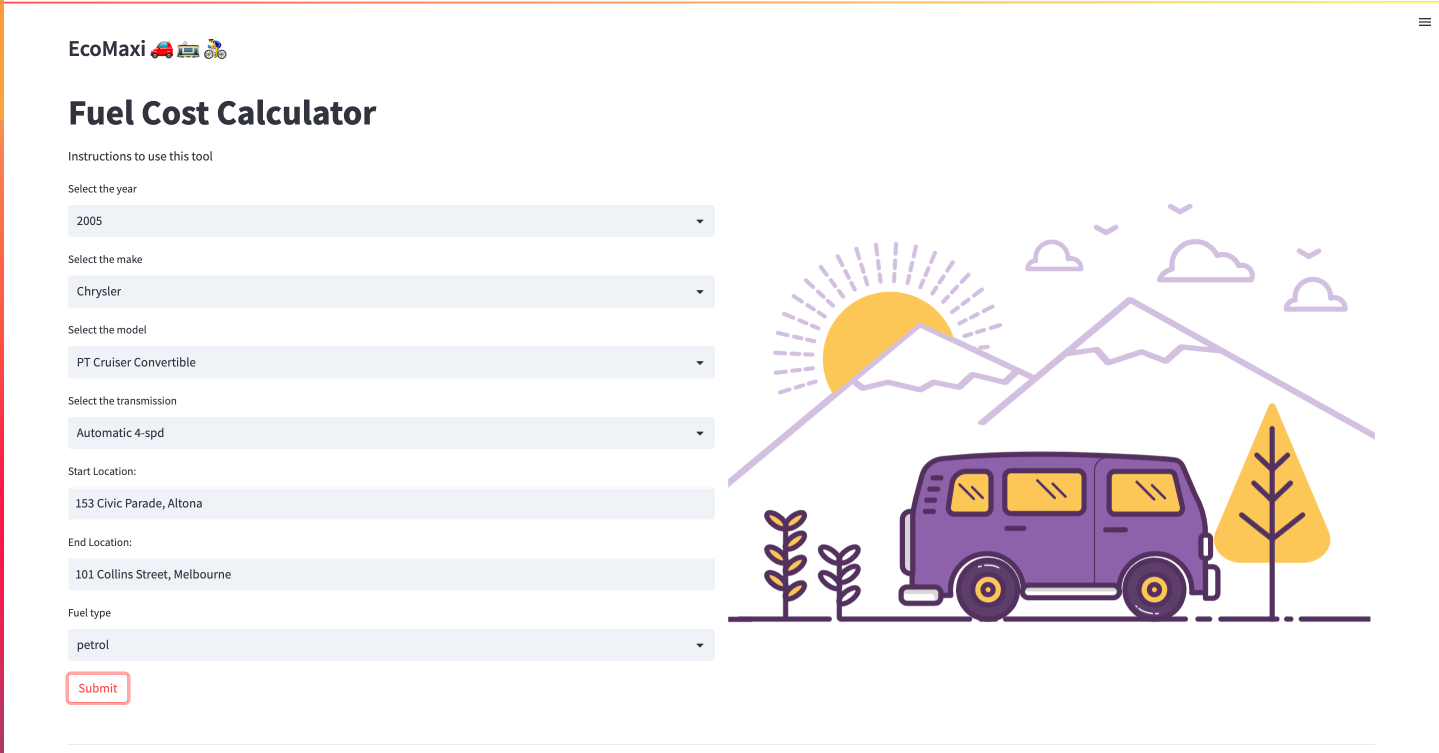 EcoMaxi 🚗🚋🚴
Fuel Cost Calculator
Instructions to use this tool
Select the year
2005
Select the make
Chrysler
Select the model
PT Cruiser Convertible
Select the transmission
Automatic 4-spd
Start Location:
153 Civic Parade, Altona
End Location:
101 Collins Street, Melbourne
Fuel type
petrol
Submit